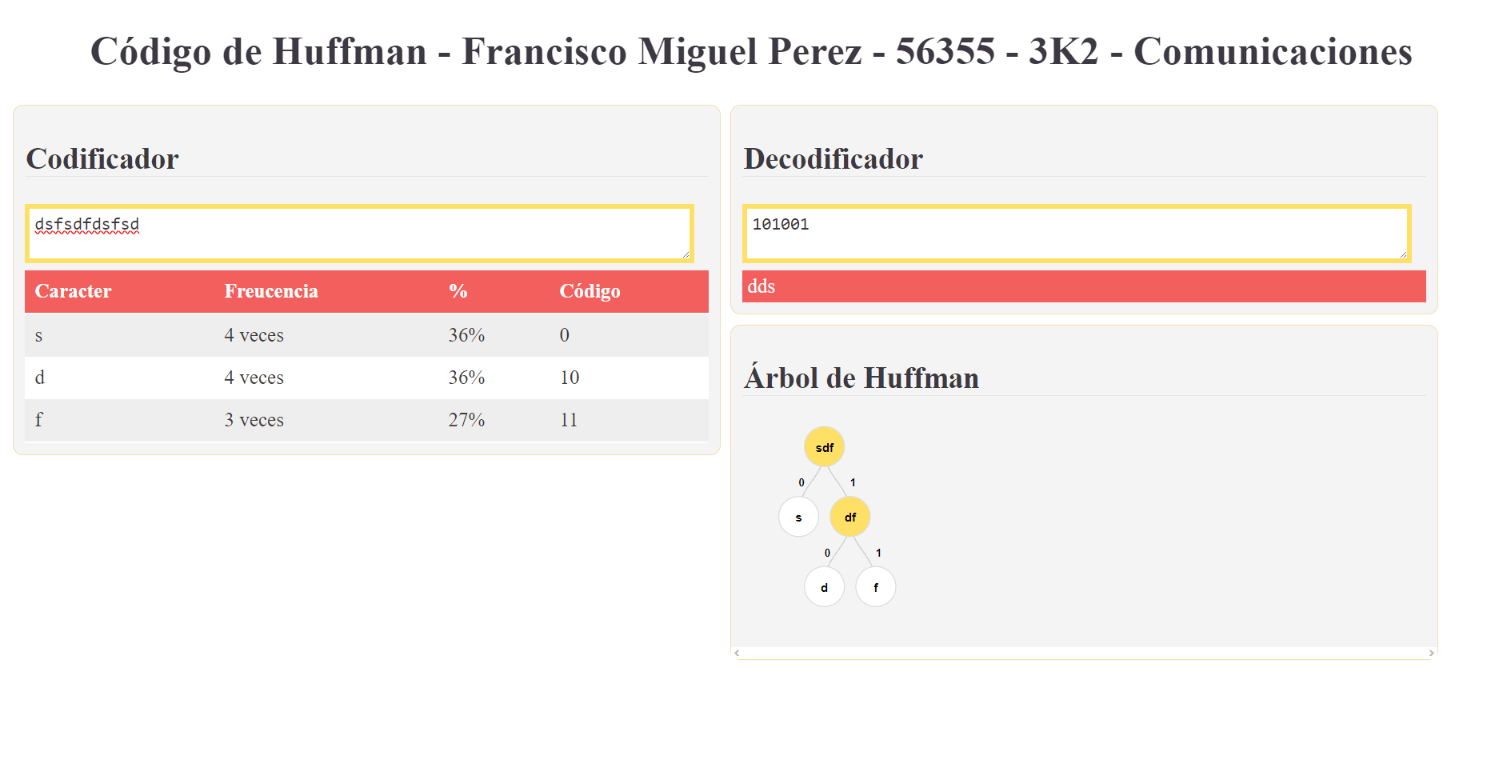 Código de Huffman - Francisco Miguel Perez - 56355 - 3K2 - Comunicaciones
Codificador
dsfsdfdsfsd
Caracter Freucencia % Código
s 4 veces 36% 0
d 4 veces 36% 10
f 3 veces 27% 11
Decodificador
101001
dds
Árbol de Huffman
sdf
0 1
s df
0 1
d f